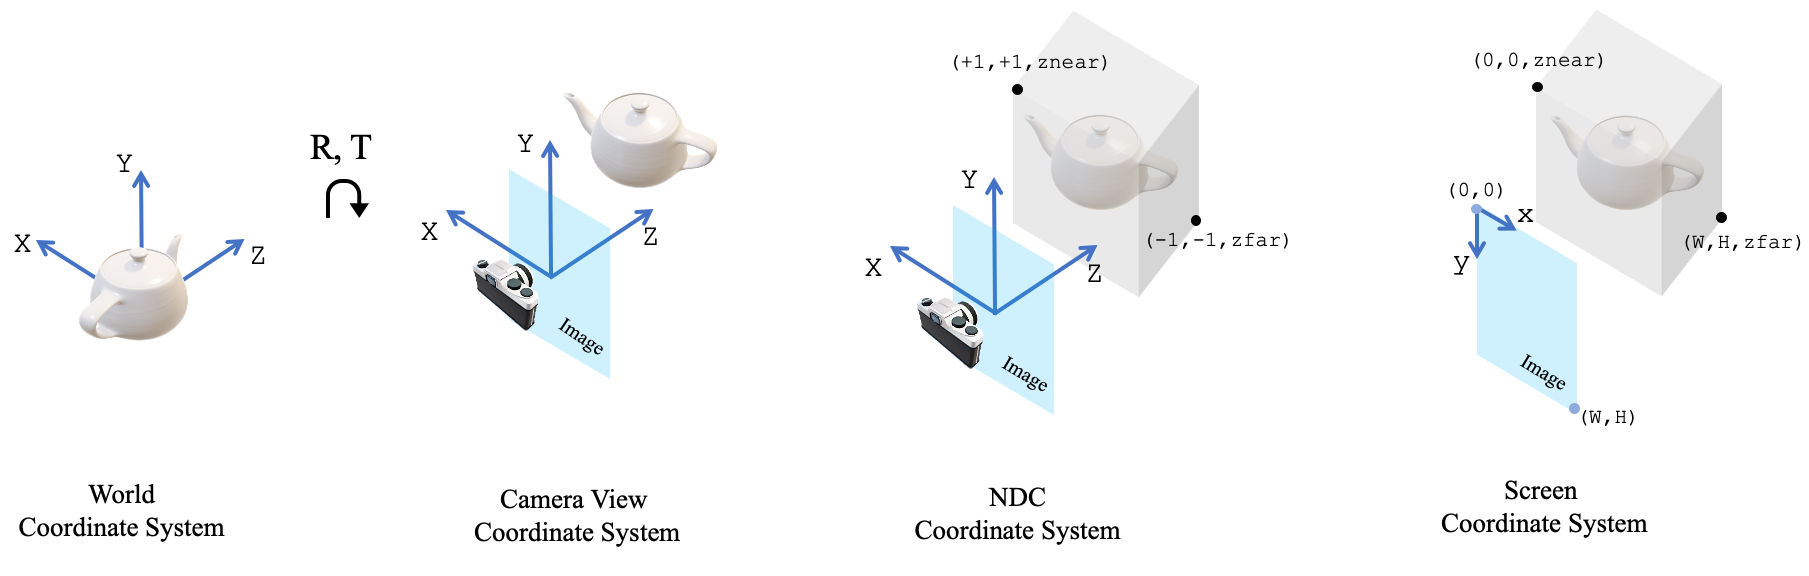 Y
X
Z
World
Coordinate System
R, T
Y
X
Z
Image
Camera View
Coordinate System
(+1,+1,znear)
Y
X
Z
(-1,-1,zfar)
Image
NDC
Coordinate System
(0,0,znear)
(0,0)
x
y
(W,H,zfar)
Image
(W,H)
Screen
Coordinate System